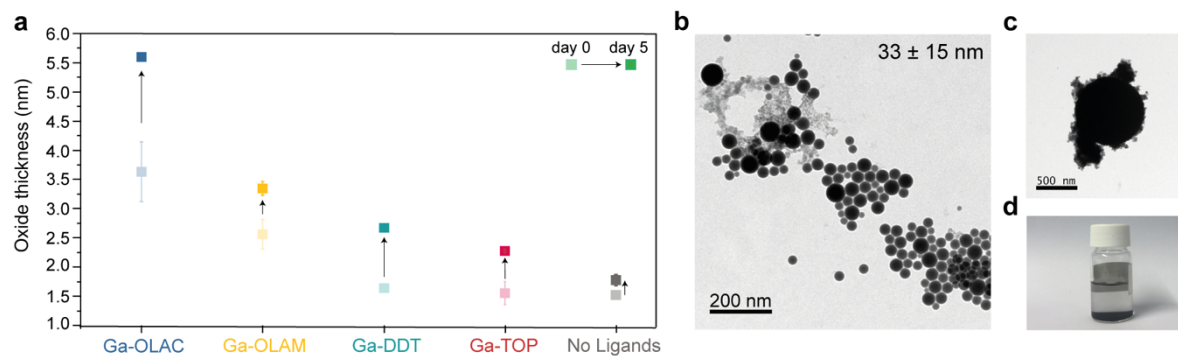 a
Oxide thickness (nm)
6.0
5.5
5.0
4.5
4.0
3.5
3.0
2.5
2.0
1.5
1.0
day 0
day 5
Ga-OLAC
Ga-OLAM
Ga-DDT
Ga-TOP
No Ligands
b
33 ± 15 nm
200 nm
c
500 nm
d